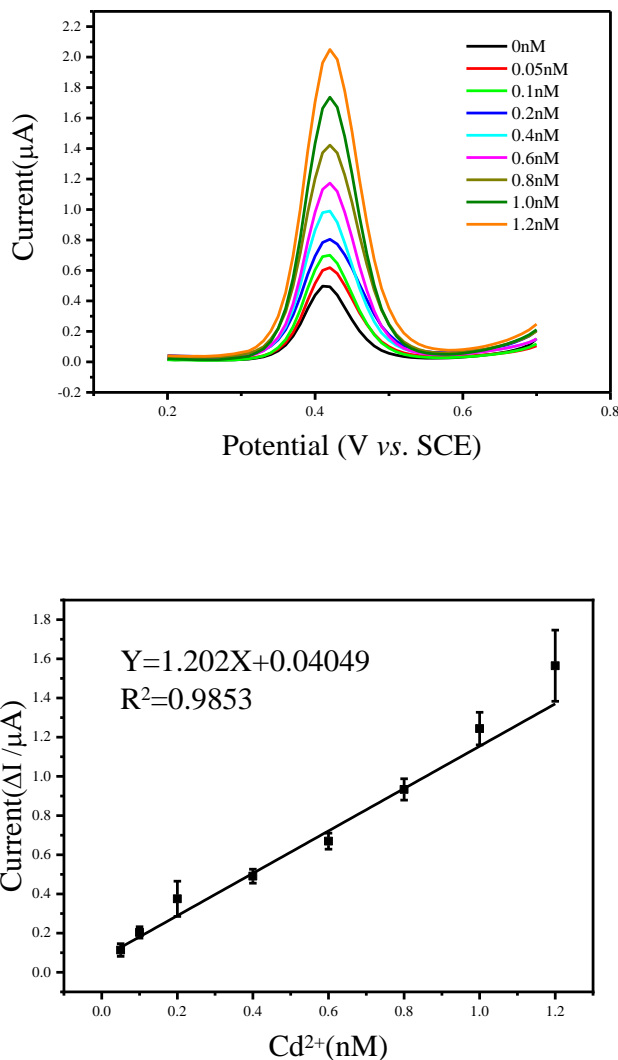 2.2
2.0
1.8
1.6
1.4
1.2
1.0
0.8
0.6
0.4
0.2
0.0
-0.2
Current(μA)
0nM
0.05nM
0.1nM
0.2nM
0.4nM
0.6nM
0.8nM
1.0nM
1.2nM
0.2 0.4 0.6 0.8
Potential (V vs. SCE)
1.8
1.6
1.4
1.2
1.0
0.8
0.6
0.4
0.2
0.0
Current(ΔI /μA)
Y=1.202X+0.04049
R²=0.9853
0.0 0.2 0.4 0.6 0.8 1.0 1.2
Cd²⁺(nM)